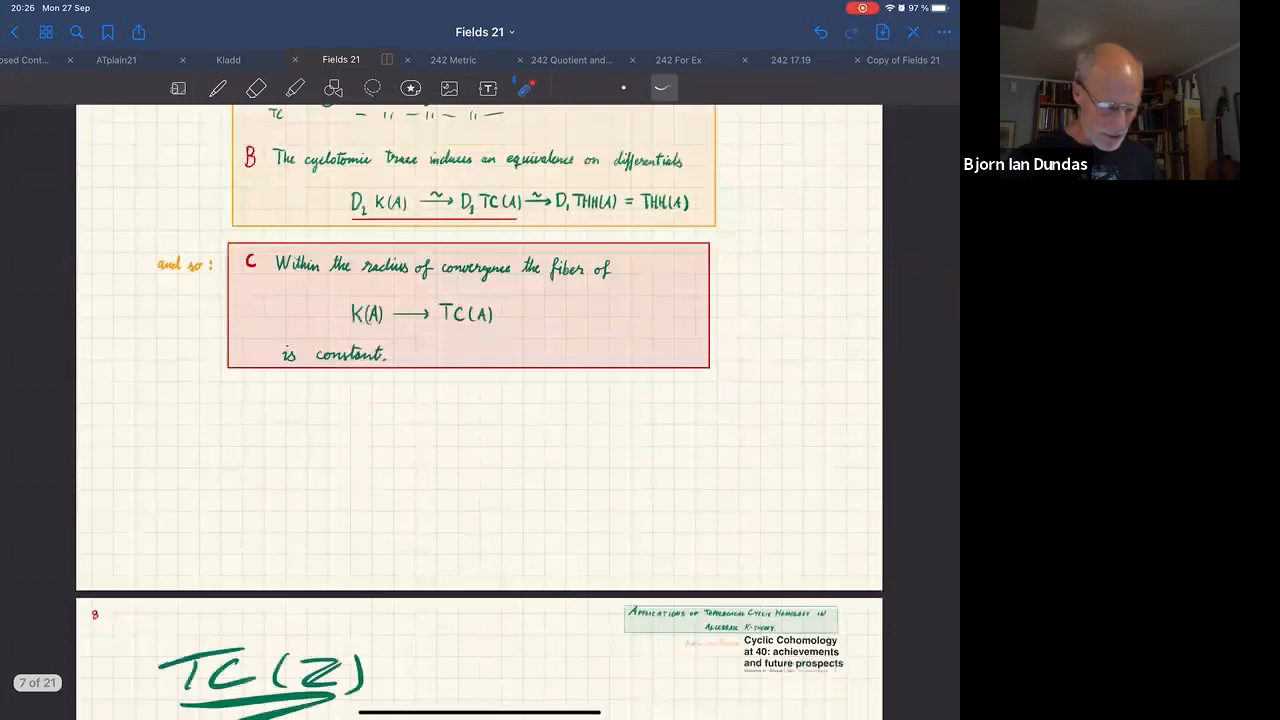 20:26 Mon 27 Sep
97 %
Fields 21
osed Cont...
ATplain21
Kladd
Fields 21
242 Metric
242 Quotient and...
242 For Ex
242 17.19
Copy of Fields 21
TC
B The cyclotomic trace induces an equivalence on differentials
D₁ K(A) ⥲ D₁ TC(A) ⥲ D₁ THH(A) = THH(A)
and so :
C Within the radius of convergence the fiber of
K(A) ⟶ TC(A)
is constant.
8
APPLICATIONS OF TOPOLOGICAL CYCLIC HOMOLOGY IN
ALGEBRAIC K-THEORY
Cyclic Cohomology
at 40: achievements
and future prospects
TC(Z)
7 of 21
Bjorn Ian Dundas